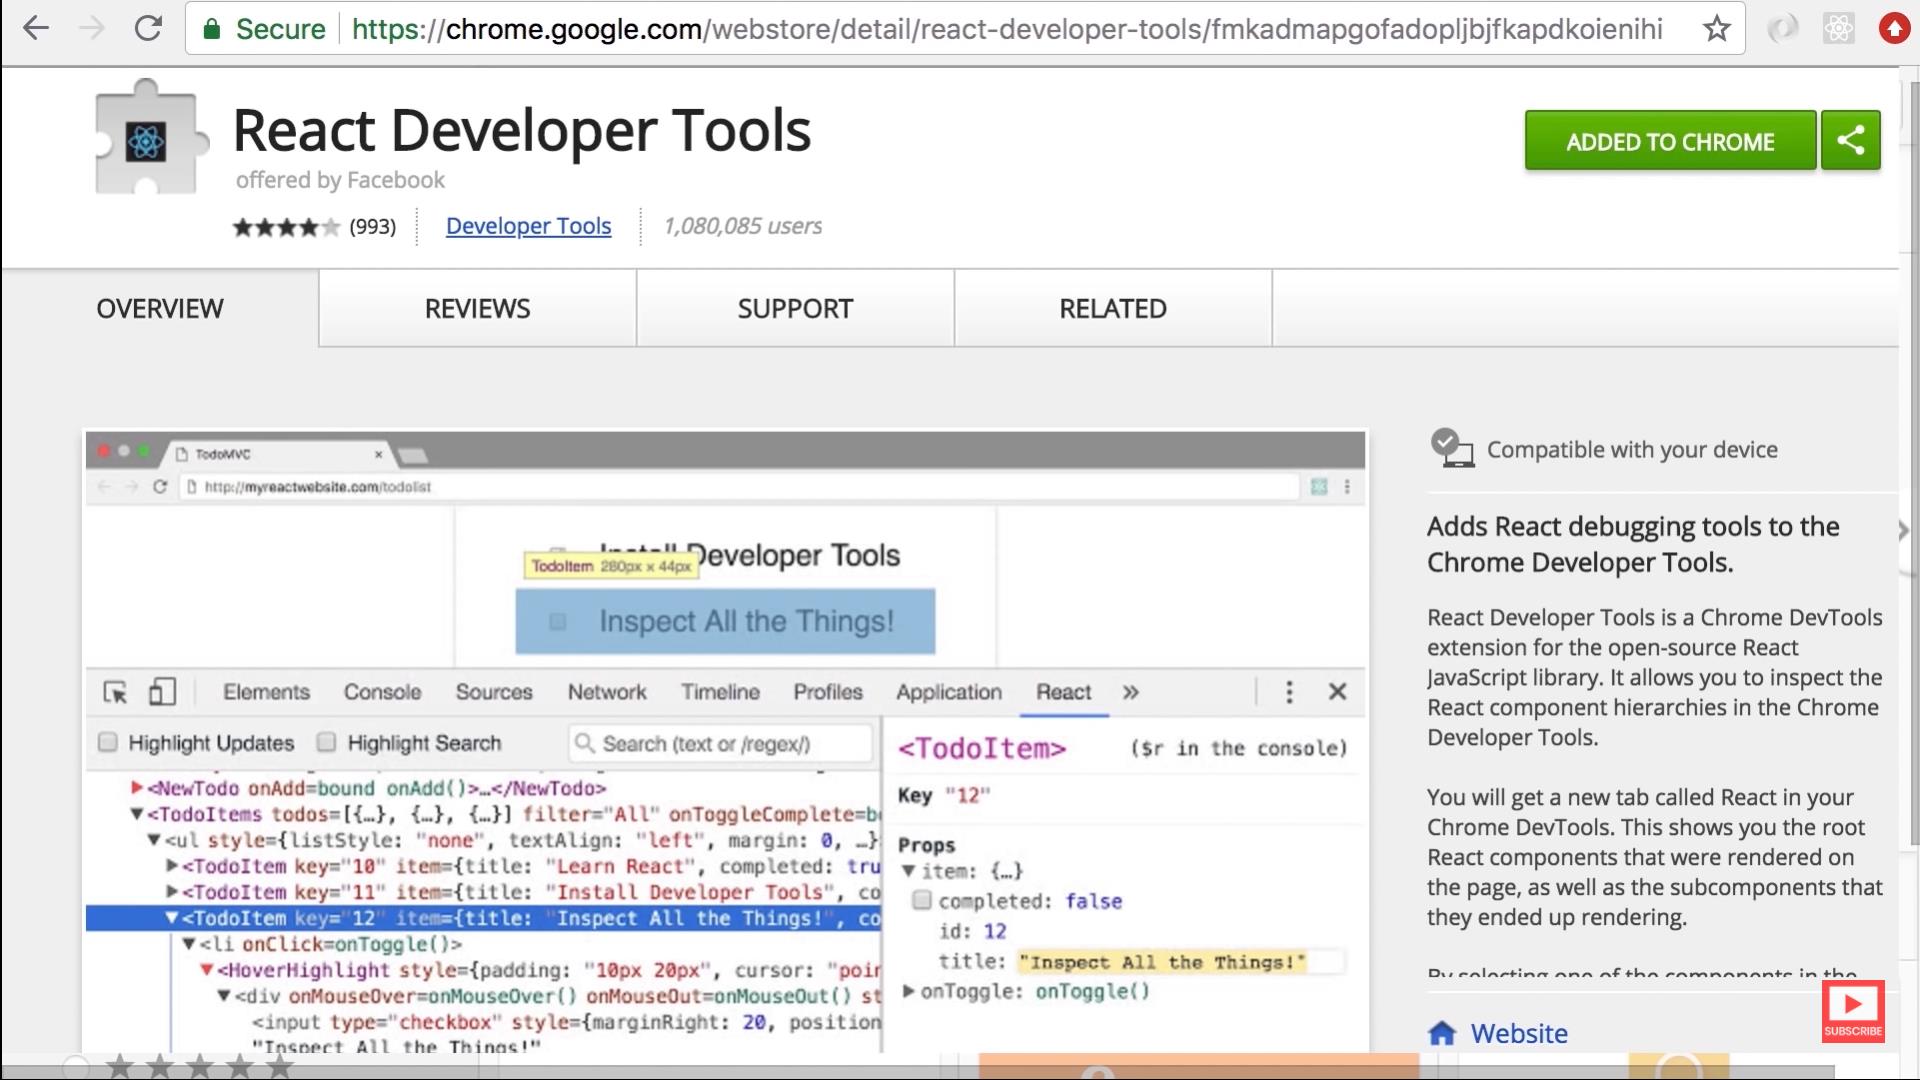 Secure https://chrome.google.com/webstore/detail/react-developer-tools/fmkadmapgofadopljbjfkapdkoienihi
React Developer Tools
offered by Facebook
(993) Developer Tools 1,080,085 users
ADDED TO CHROME
OVERVIEW REVIEWS SUPPORT RELATED
TodoMVC
http://myreactwebsite.com/todolist
Install Developer Tools
TodoItem 280px x 44px
Inspect All the Things!
Elements Console Sources Network Timeline Profiles Application React »
Highlight Updates Highlight Search Search (text or /regex/)
<NewTodo onAdd=bound onAdd()>…</NewTodo>
<TodoItems todos=[{…}, {…}, {…}] filter="All" onToggleComplete=b
<ul style={listStyle: "none", textAlign: "left", margin: 0, …}
<TodoItem key="10" item={title: "Learn React", completed: tru
<TodoItem key="11" item={title: "Install Developer Tools", co
<TodoItem key="12" item={title: "Inspect All the Things!", co
<li onClick=onToggle()>
<HoverHighlight style={padding: "10px 20px", cursor: "poin
<div onMouseOver=onMouseOver() onMouseOut=onMouseOut() st
<input type="checkbox" style={marginRight: 20, position
"Inspect All the Things!"
<TodoItem> ($r in the console)
Key "12"
Props
item: {…}
completed: false
id: 12
title: "Inspect All the Things!"
onToggle: onToggle()
Compatible with your device
Adds React debugging tools to the
Chrome Developer Tools.
React Developer Tools is a Chrome DevTools
extension for the open-source React
JavaScript library. It allows you to inspect the
React component hierarchies in the Chrome
Developer Tools.
You will get a new tab called React in your
Chrome DevTools. This shows you the root
React components that were rendered on
the page, as well as the subcomponents that
they ended up rendering.
By selecting one of the components in the
Website
SUBSCRIBE